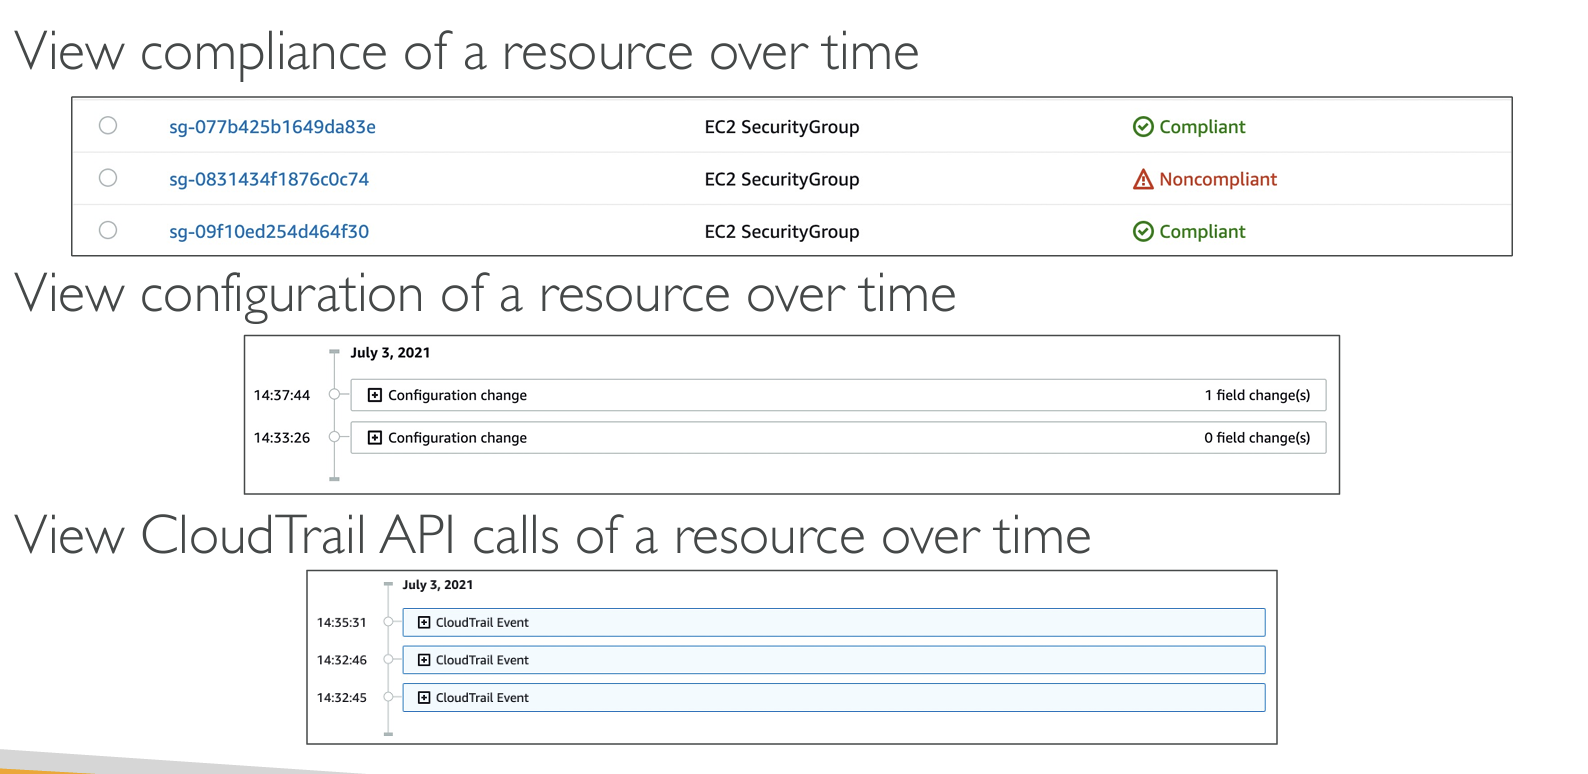 View compliance of a resource over time
sg-077b425b1649da83e EC2 SecurityGroup Compliant
sg-0831434f1876c0c74 EC2 SecurityGroup Noncompliant
sg-09f10ed254d464f30 EC2 SecurityGroup Compliant
View configuration of a resource over time
July 3, 2021
14:37:44 Configuration change 1 field change(s)
14:33:26 Configuration change 0 field change(s)
View CloudTrail API calls of a resource over time
July 3, 2021
14:35:31 CloudTrail Event
14:32:46 CloudTrail Event
14:32:45 CloudTrail Event